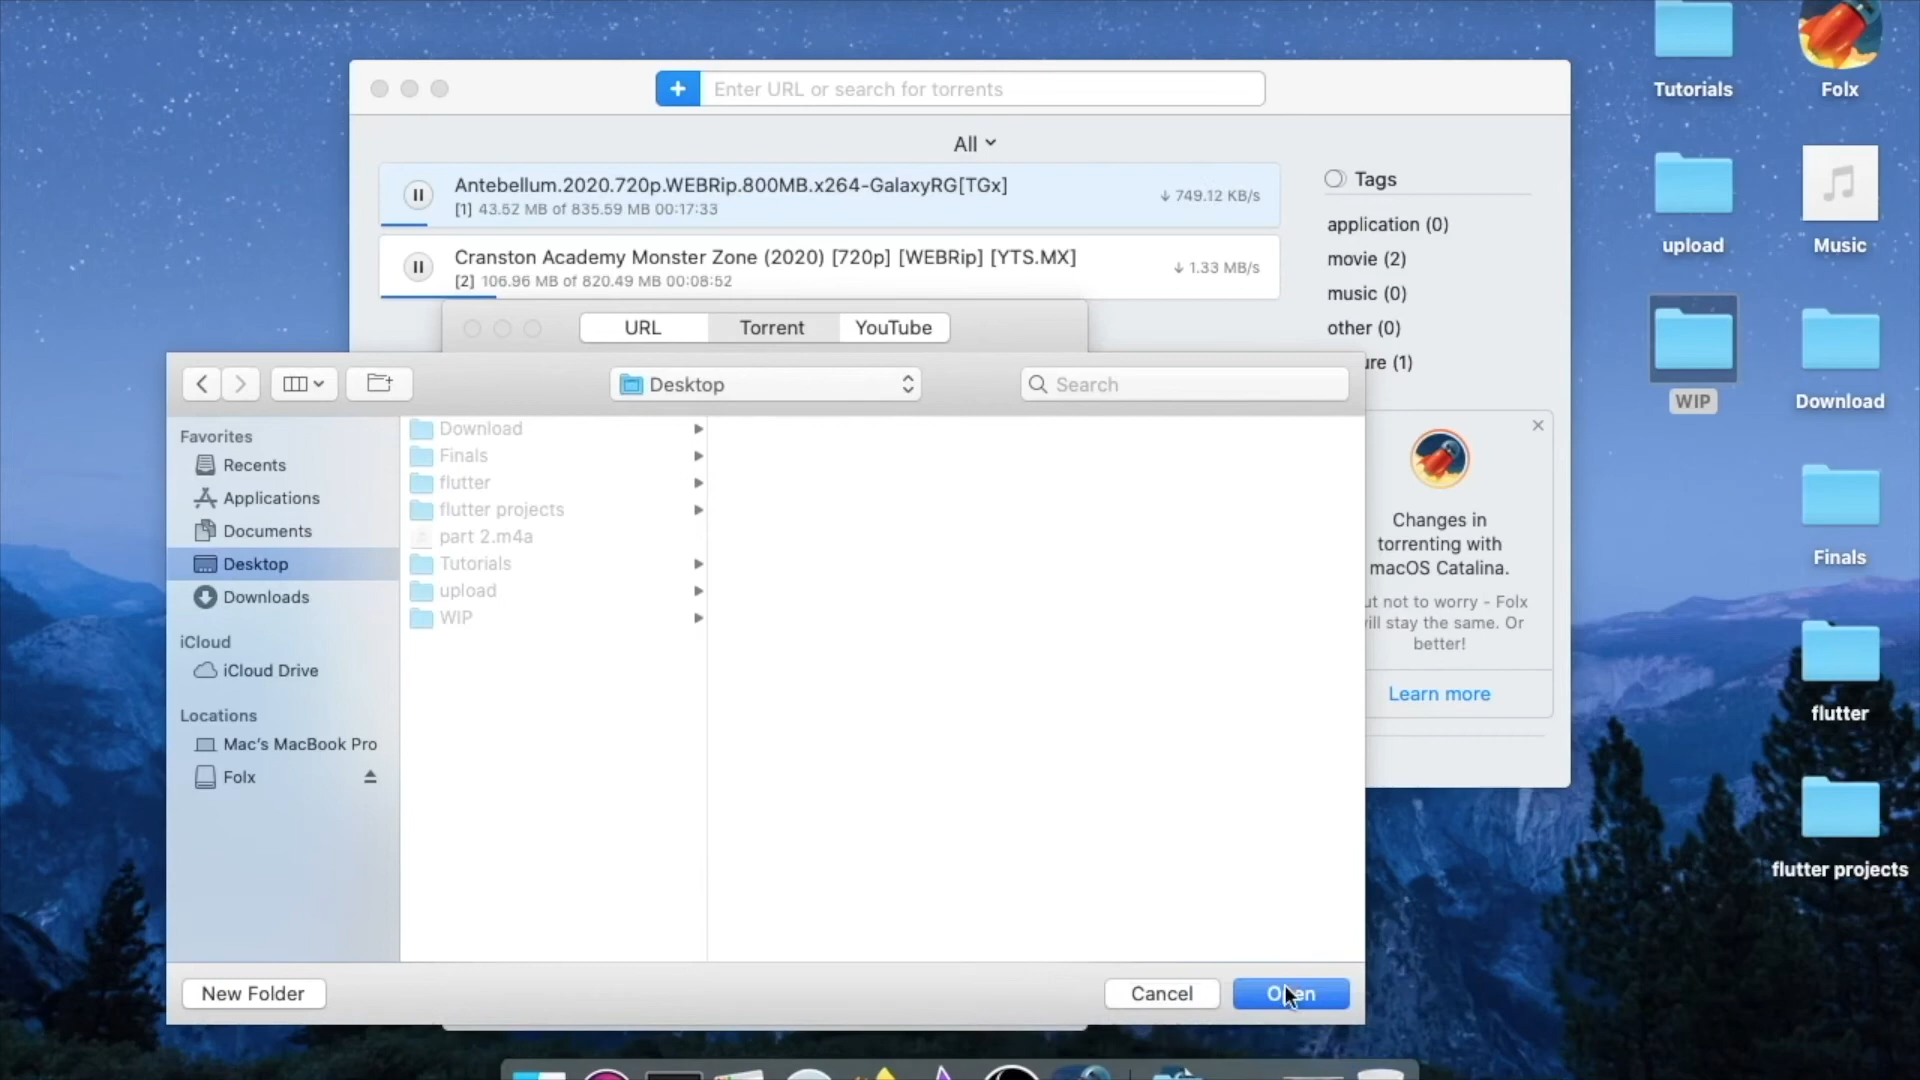 Enter URL or search for torrents
All
Antebellum.2020.720p.WEBRip.800MB.x264-GalaxyRG[TGx]
[1] 43.52 MB of 835.59 MB 00:17:33
↓ 749.12 KB/s
Cranston Academy Monster Zone (2020) [720p] [WEBRip] [YTS.MX]
[2] 106.96 MB of 820.49 MB 00:08:52
↓ 1.33 MB/s
Tags
application (0)
movie (2)
music (0)
other (0)
ure (1)
URL
Torrent
YouTube
Desktop
Search
Favorites
Recents
Applications
Documents
Desktop
Downloads
iCloud
iCloud Drive
Locations
Mac's MacBook Pro
Folx
Download
Finals
flutter
flutter projects
part 2.m4a
Tutorials
upload
WIP
New Folder
Cancel
Open
Changes in
torrenting with
macOS Catalina.
ut not to worry - Folx
ill stay the same. Or
better!
Learn more
Tutorials
Folx
upload
Music
WIP
Download
Finals
flutter
flutter projects